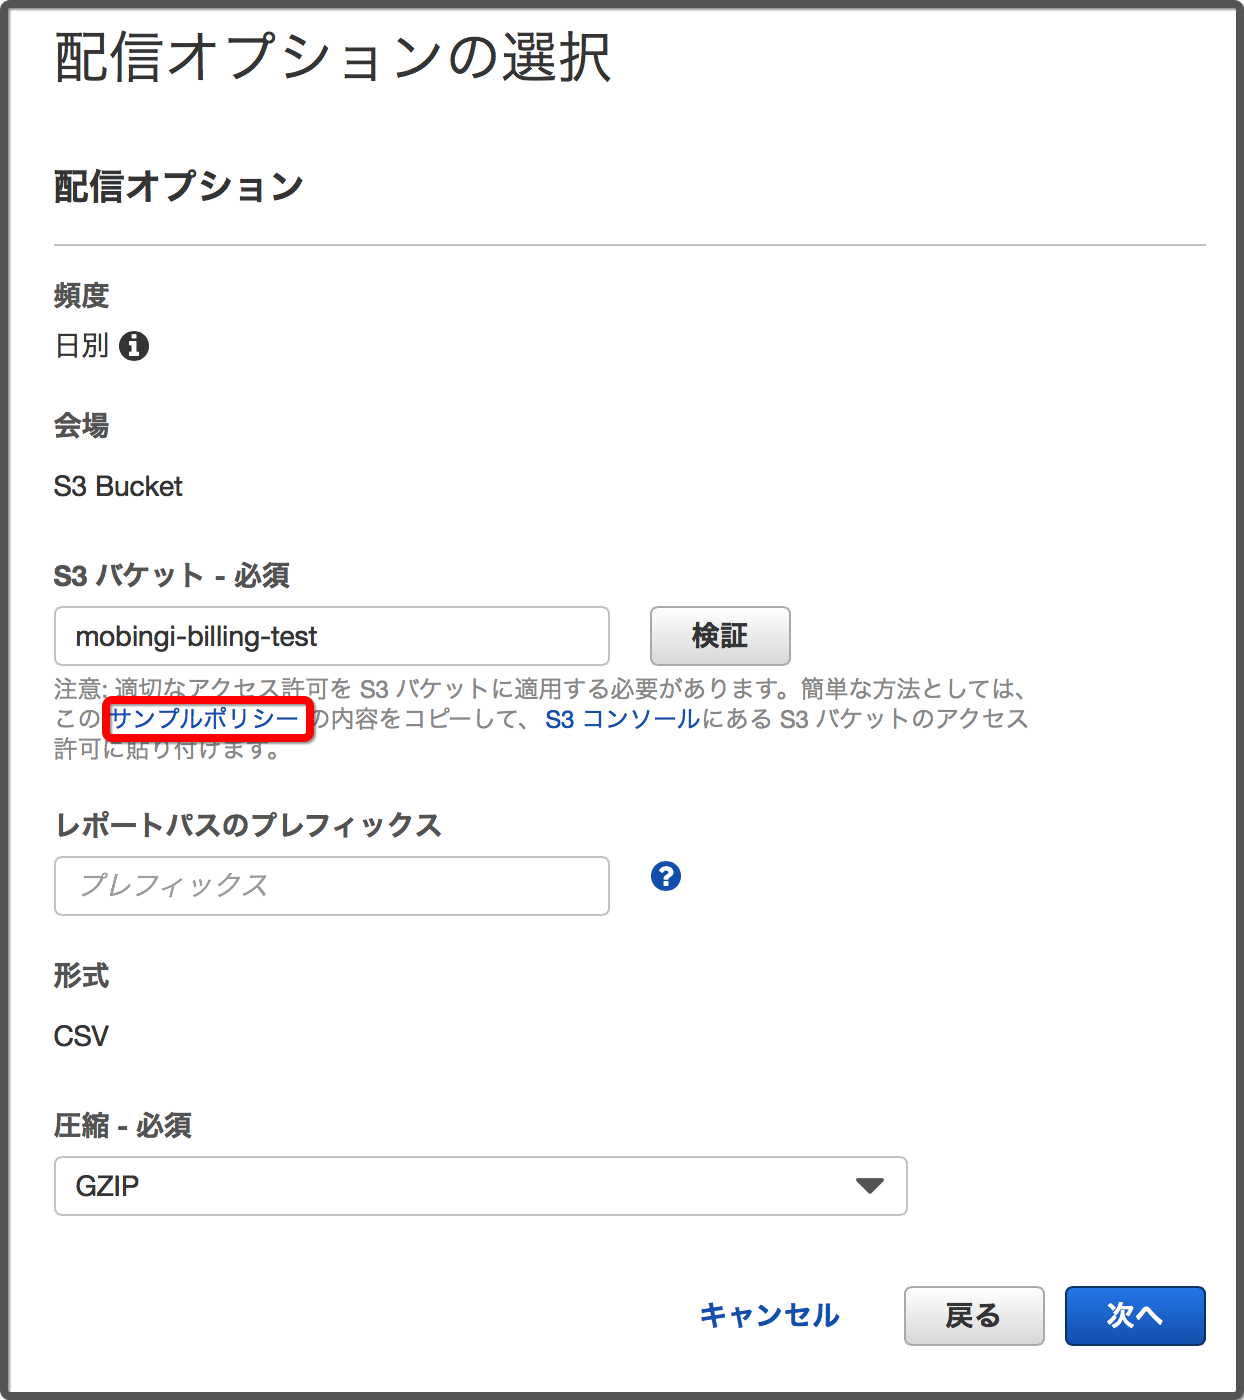 配信オプションの選択
配信オプション
頻度
日別
会場
S3 Bucket
S3 バケット - 必須
mobingi-billing-test
検証
注意: 適切なアクセス許可を S3 バケットに適用する必要があります。簡単な方法としては、
この サンプルポリシー の内容をコピーして、 S3 コンソールにある S3 バケットのアクセス
許可に貼り付けます。
レポートパスのプレフィックス
プレフィックス
形式
CSV
圧縮 - 必須
GZIP
キャンセル
戻る
次へ